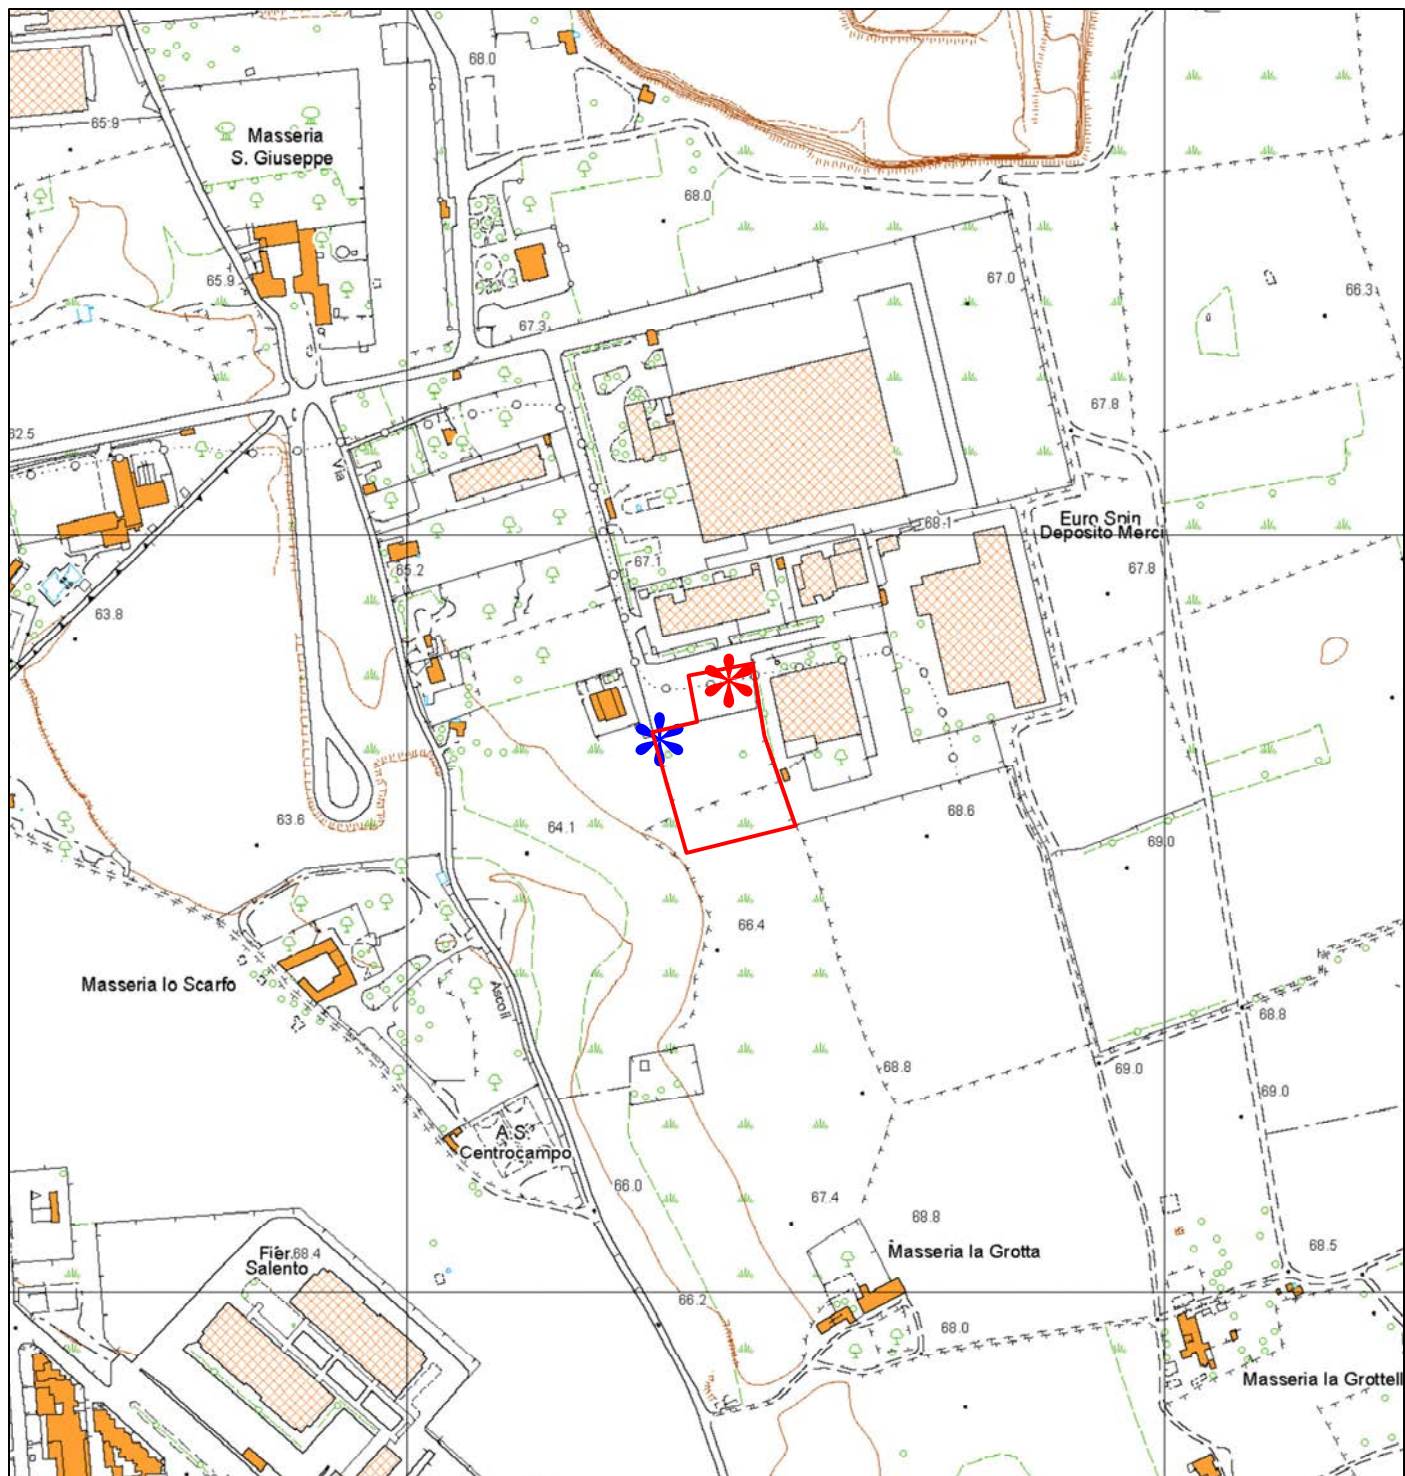 68.0
65.9
Masseria
S. Giuseppe
68.0
65.9
67.0
66.3
67.3
67.8
62.5
Via
68.1
Euro Spin
Deposito Merci
65.2
67.1
67.8
63.8
63.6
64.1
68.6
69.0
66.4
Masseria lo Scarfo
Ascoli
68.8
68.8
69.0
69.0
A.S.
Centrocampo
66.0
67.4
68.8
Masseria la Grotta
68.5
Fier
68.4
Salento
66.2
68.0
Masseria la Grottell